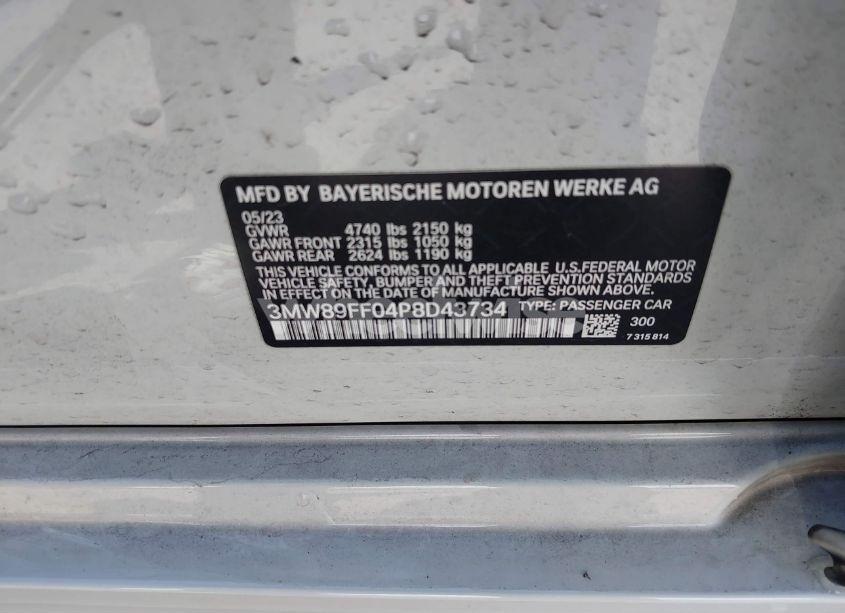 MFD BY BAYERISCHE MOTOREN WERKE AG
05/23
GVWR 4740 lbs 2150 kg
GAWR FRONT 2315 lbs 1050 kg
GAWR REAR 2624 lbs 1190 kg
THIS VEHICLE CONFORMS TO ALL APPLICABLE U.S.FEDERAL MOTOR
VEHICLE SAFETY, BUMPER AND THEFT PREVENTION STANDARDS
IN EFFECT ON THE DATE OF MANUFACTURE SHOWN ABOVE.
3MW89FF04P8D43734 TYPE: PASSENGER CAR
300
7 315 814